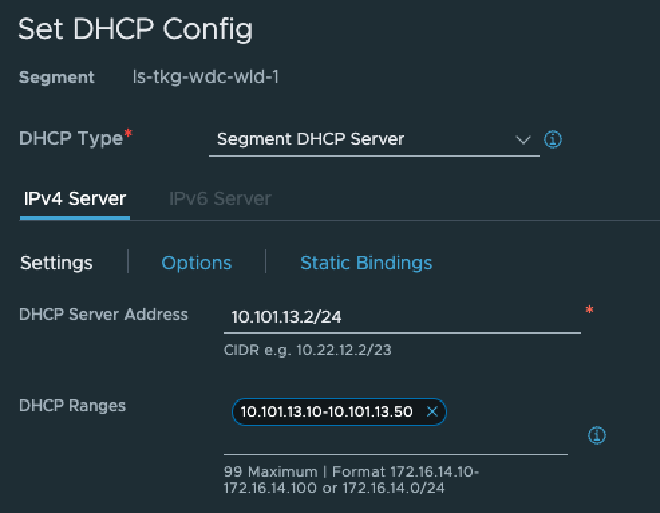 Set DHCP Config
Segment ls-tkg-wdc-wld-1
DHCP Type* Segment DHCP Server
IPv4 Server IPv6 Server
Settings Options Static Bindings
DHCP Server Address 10.101.13.2/24 *
CIDR e.g. 10.22.12.2/23
DHCP Ranges 10.101.13.10-10.101.13.50
99 Maximum | Format 172.16.14.10-
172.16.14.100 or 172.16.14.0/24